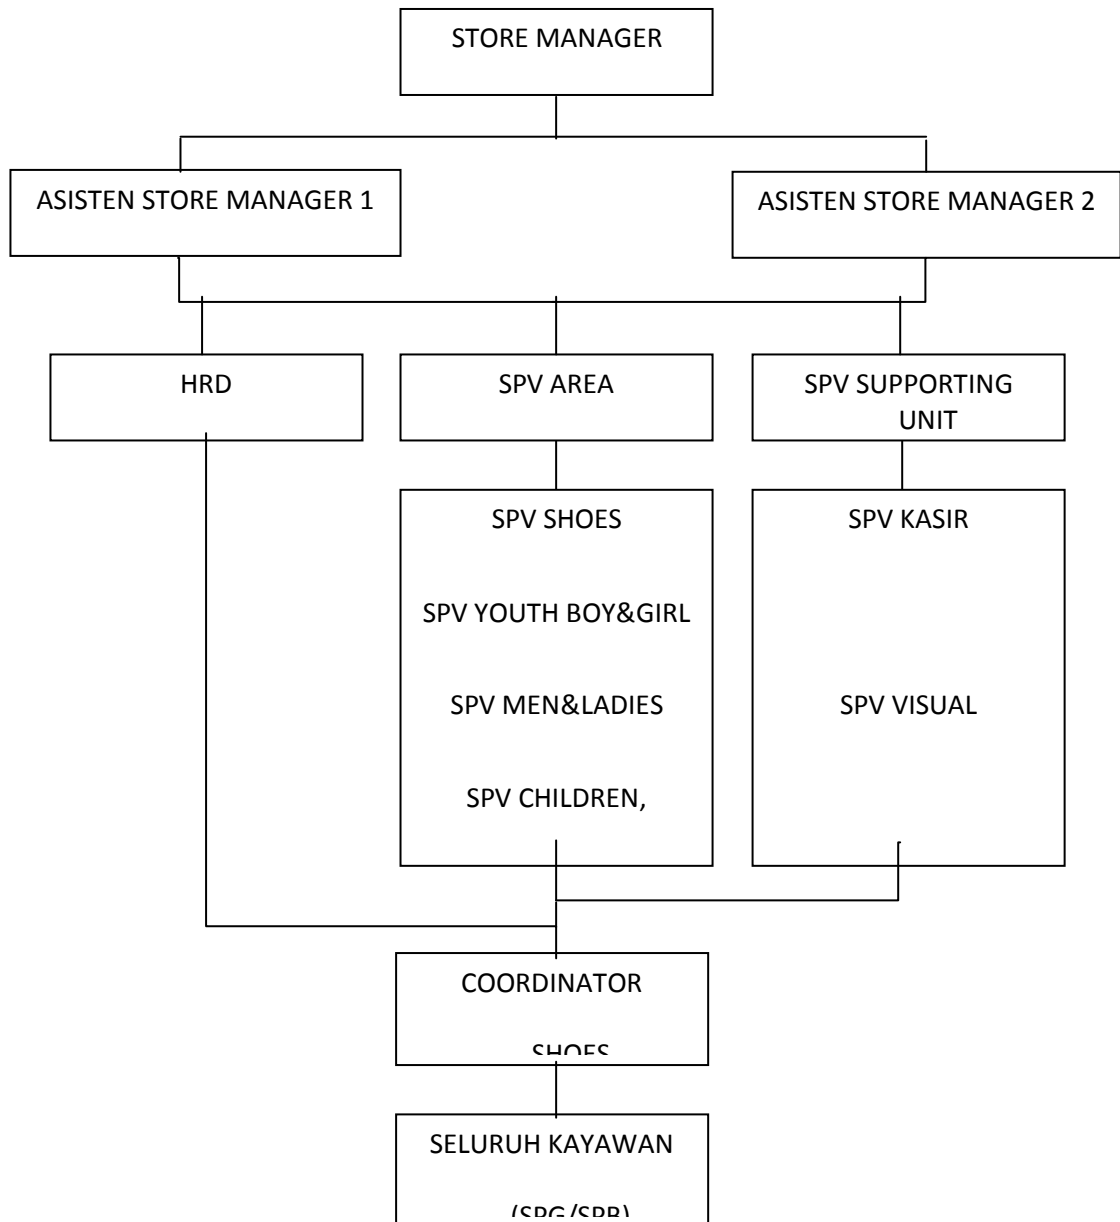 STORE MANAGER
ASISTEN STORE MANAGER 1
ASISTEN STORE MANAGER 2
HRD
SPV AREA
SPV SUPPORTING
UNIT
SPV SHOES
SPV YOUTH BOY&GIRL
SPV MEN&LADIES
SPV CHILDREN,
SPV KASIR
SPV VISUAL
COORDINATOR
SHOES
SELURUH KAYAWAN
(SPG/SPB)